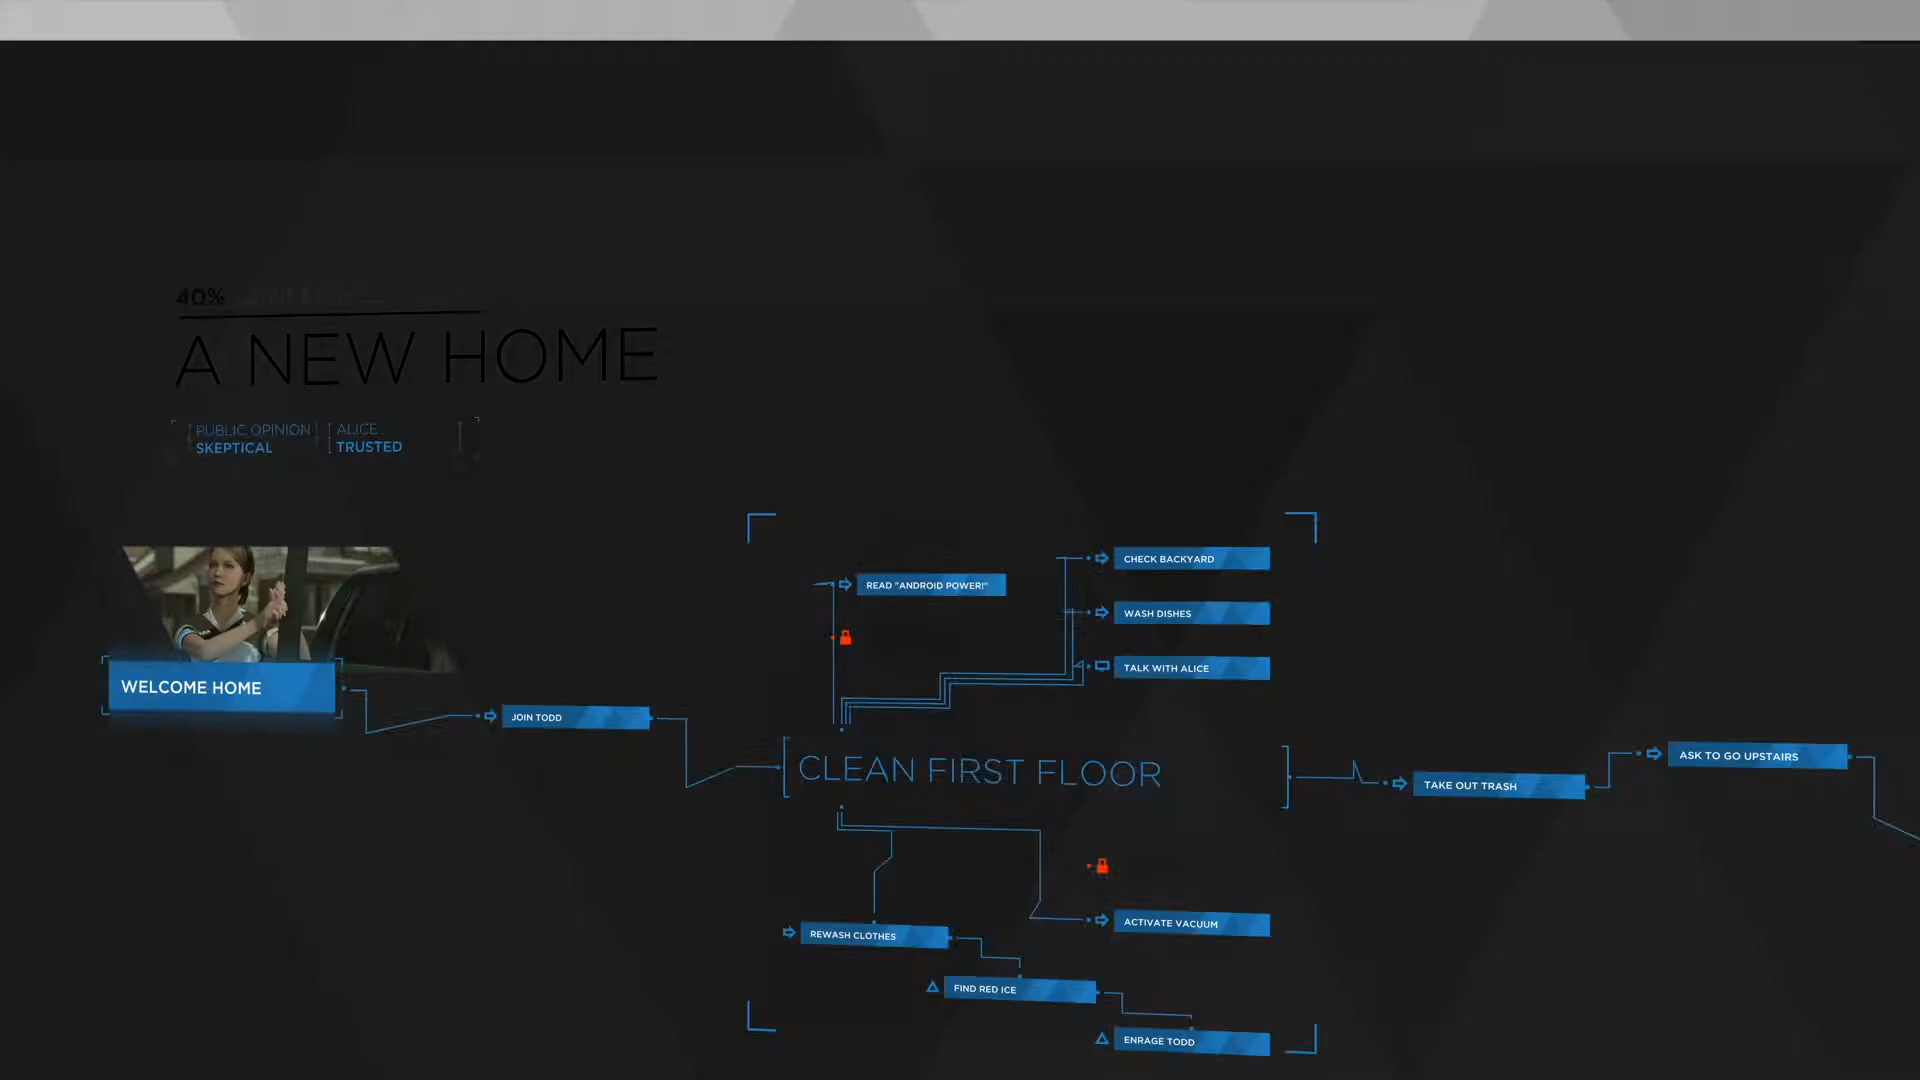 40%
A NEW HOME
PUBLIC OPINION
SKEPTICAL
ALICE
TRUSTED
CHECK BACKYARD
READ "ANDROID POWER!"
WASH DISHES
TALK WITH ALICE
WELCOME HOME
JOIN TODD
CLEAN FIRST FLOOR
ASK TO GO UPSTAIRS
TAKE OUT TRASH
ACTIVATE VACUUM
REWASH CLOTHES
FIND RED ICE
ENRAGE TODD